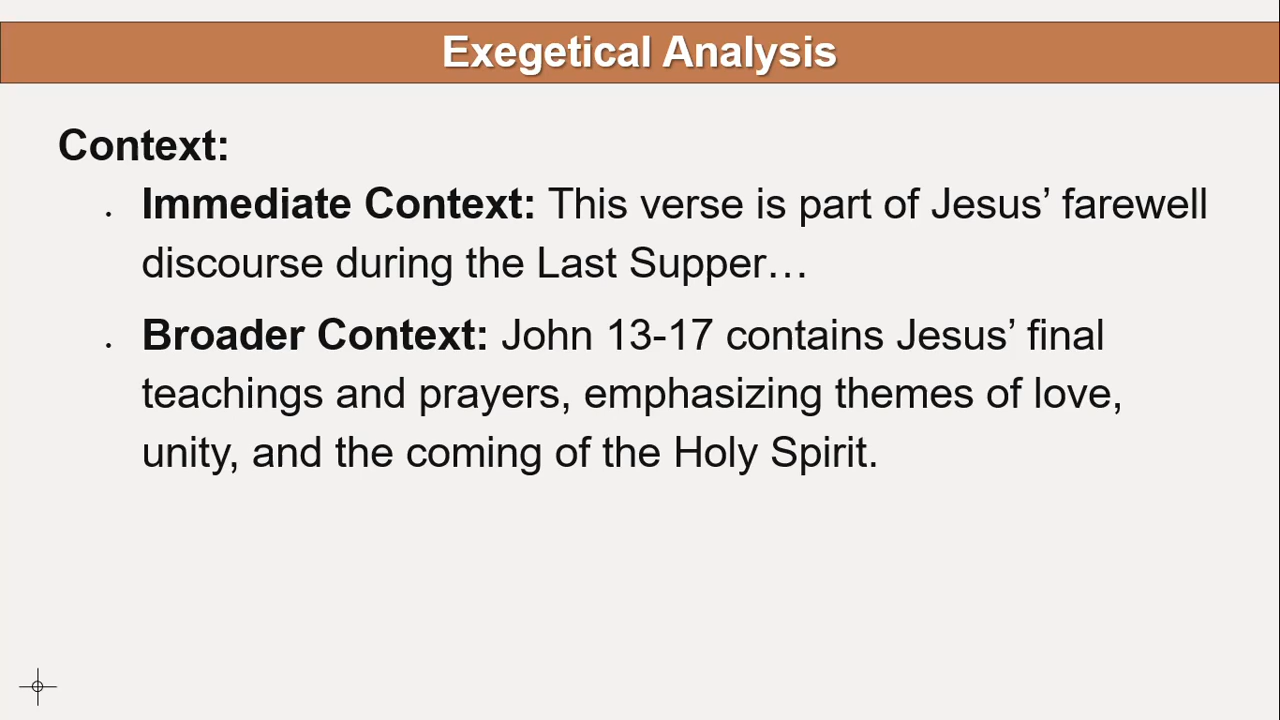 Exegetical Analysis
Context:
. Immediate Context: This verse is part of Jesus’ farewell
discourse during the Last Supper…
. Broader Context: John 13-17 contains Jesus’ final
teachings and prayers, emphasizing themes of love,
unity, and the coming of the Holy Spirit.